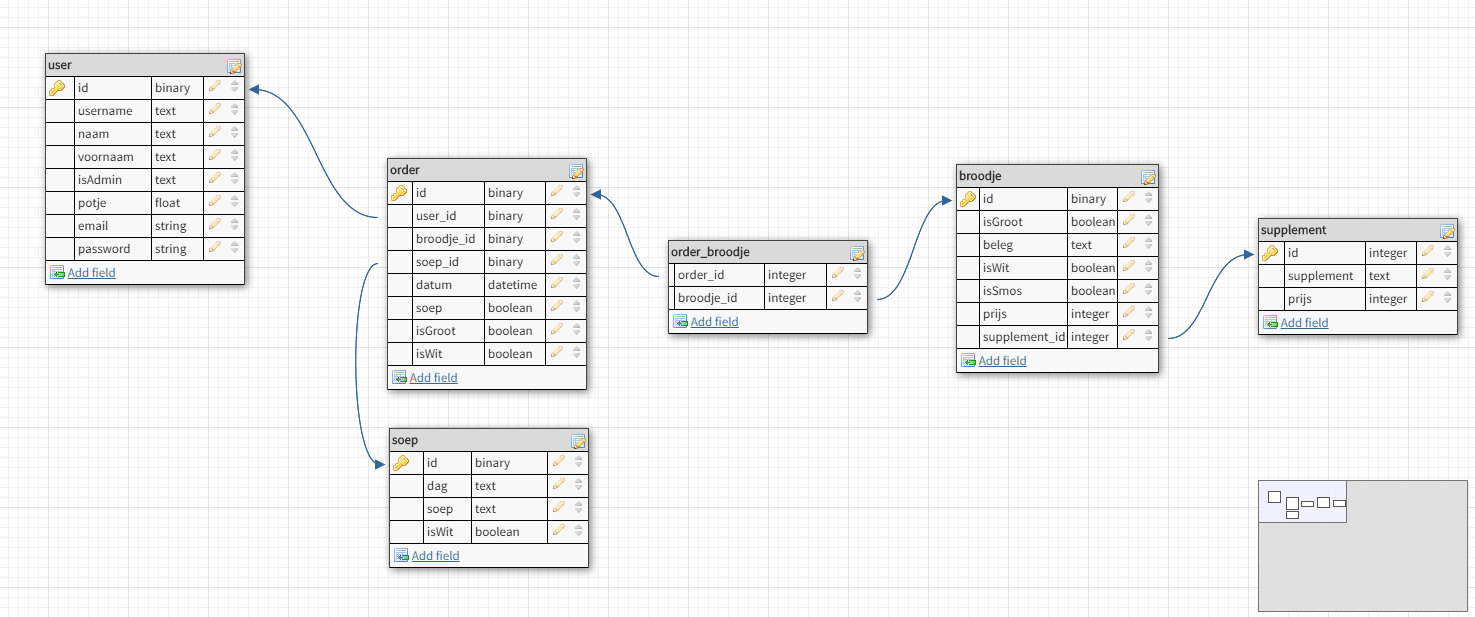 user
id binary
username text
naam text
voornaam text
isAdmin text
potje float
email string
password string
Add field
order
id binary
user_id binary
broodje_id binary
soep_id binary
datum datetime
soep boolean
isGroot boolean
isWit boolean
Add field
soep
id binary
dag text
soep text
isWit boolean
Add field
order_broodje
order_id integer
broodje_id integer
Add field
broodje
id binary
isGroot boolean
beleg text
isWit boolean
isSmos boolean
prijs integer
supplement_id integer
Add field
supplement
id integer
supplement text
prijs integer
Add field